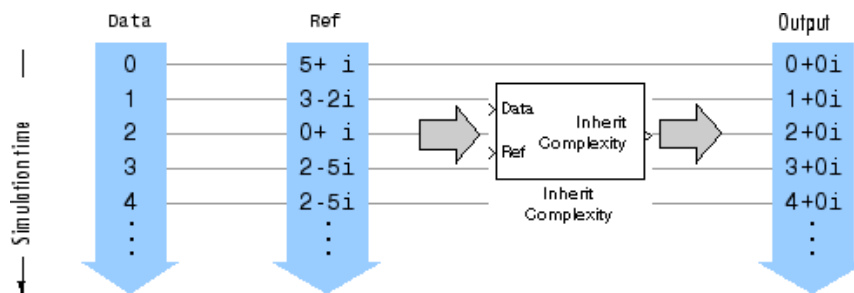 Data Ref Output
0 5+ i 0+0i
1 3-2i 1+0i
2 0+ i 2+0i
3 2-5i 3+0i
4 2-5i 4+0i
Data
Ref
Inherit
Complexity
Inherit
Complexity
Simulation time